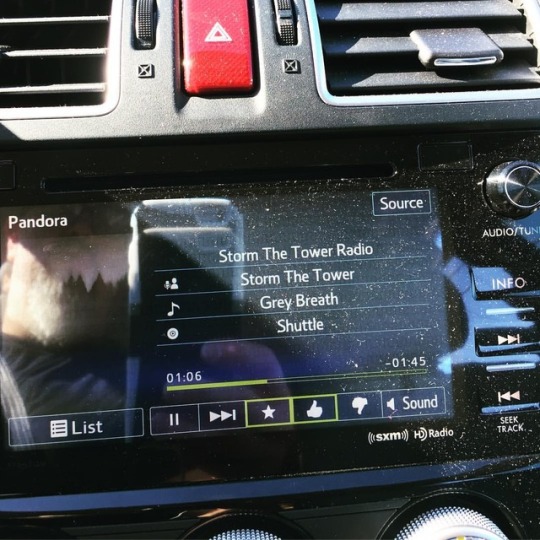 Pandora
Source
Storm The Tower Radio
Storm The Tower
Grey Breath
Shuttle
01:06
-01:45
List
Sound
((sxm)) HD Radio
AUDIO/TUN
INFO
SEEK
TRACK